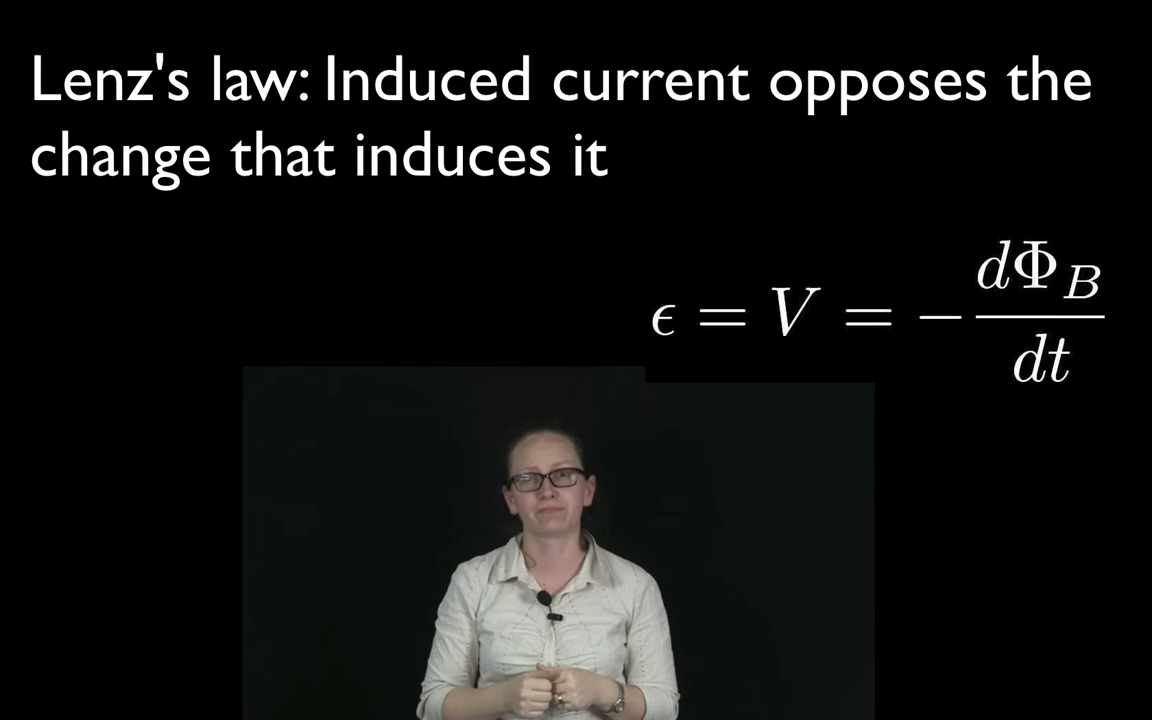 Lenz's law: Induced current opposes the
change that induces it
ϵ = V = −dΦ_B/dt